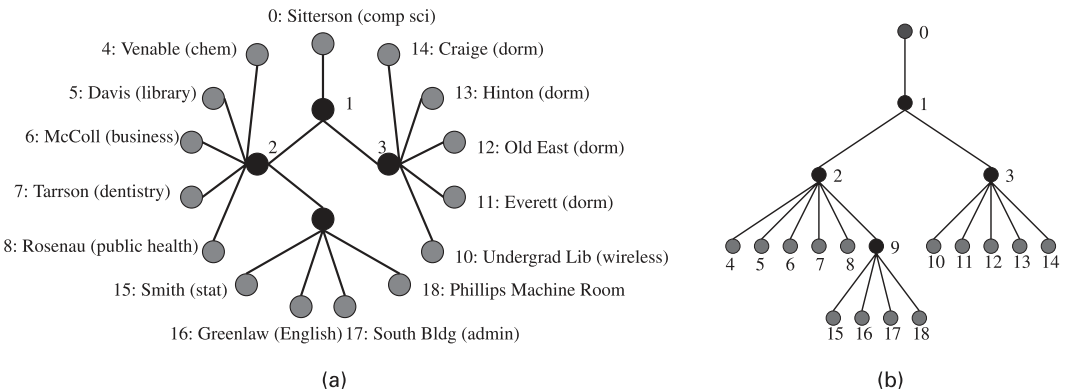 0: Sitterson (comp sci)
4: Venable (chem)
14: Craige (dorm)
5: Davis (library)
1
13: Hinton (dorm)
6: McColl (business)
2
3
12: Old East (dorm)
7: Tarrson (dentistry)
11: Everett (dorm)
8: Rosenau (public health)
10: Undergrad Lib (wireless)
15: Smith (stat)
18: Phillips Machine Room
16: Greenlaw (English) 17: South Bldg (admin)
(a)
0
1
2
3
4 5 6 7 8 9 10 11 12 13 14
15 16 17 18
(b)